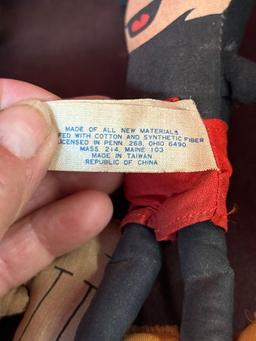 MADE OF ALL NEW MATERIALS
ED WITH COTTON AND SYNTHETIC FIBER
LICENSED IN PENN 268, OHIO 6490,
MASS. 214, MAINE 103
MADE IN TAIWAN
REPUBLIC OF CHINA